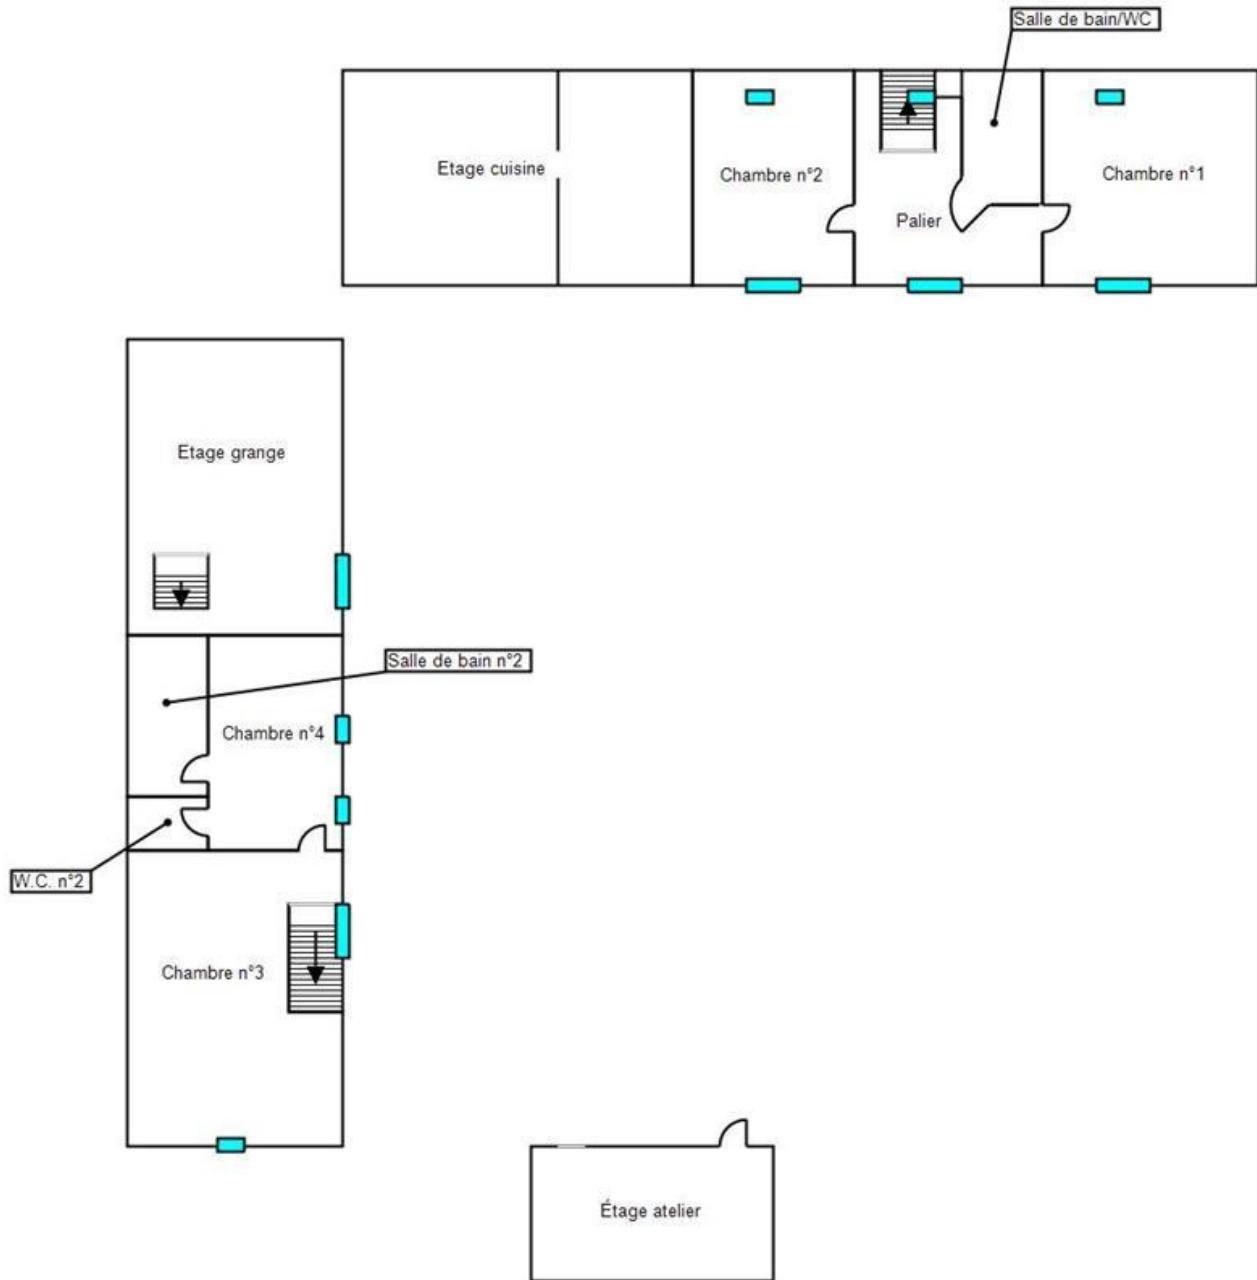 Salle de bain/WC
Etage cuisine
Chambre n°2
Chambre n°1
Palier
Etage grange
Salle de bain n°2
Chambre n°4
W.C. n°2
Chambre n°3
Étage atelier